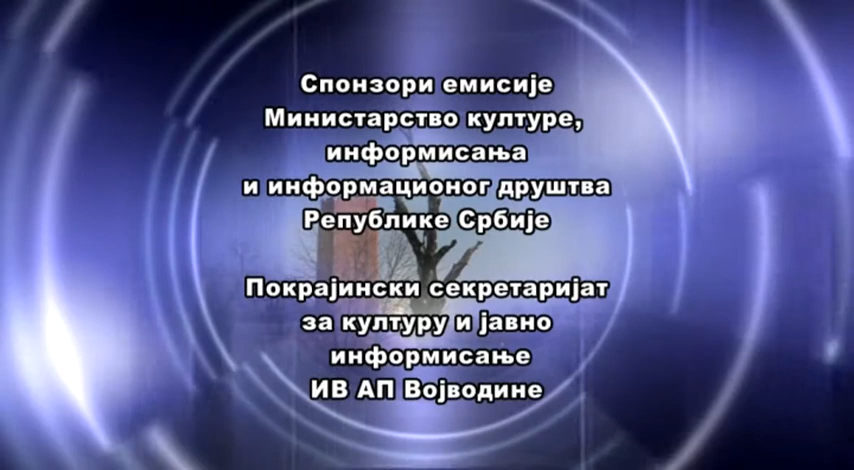 Спонзори емисије
Министарство културе,
информисања
и информационог друштва
Републике Србије
Покрајински секретаријат
за културу и јавно
информисање
ИВ АП Војводине